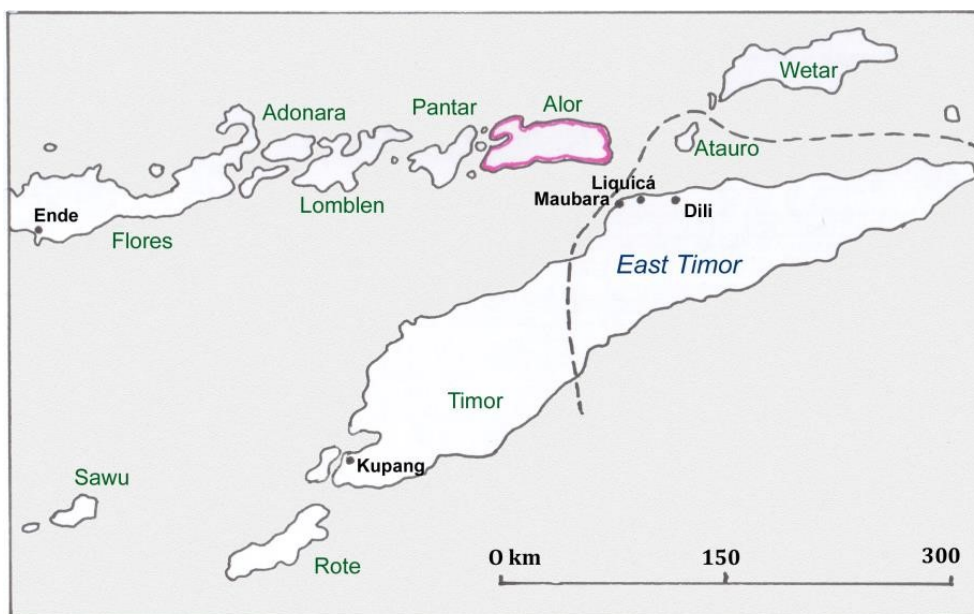 Wetar
Adonara
Pantar
Alor
Atauro
Liquicá
Maubara
Lomblen
Ende
Dili
Flores
East Timor
Timor
Kupang
Sawu
Rote
O km 150 300